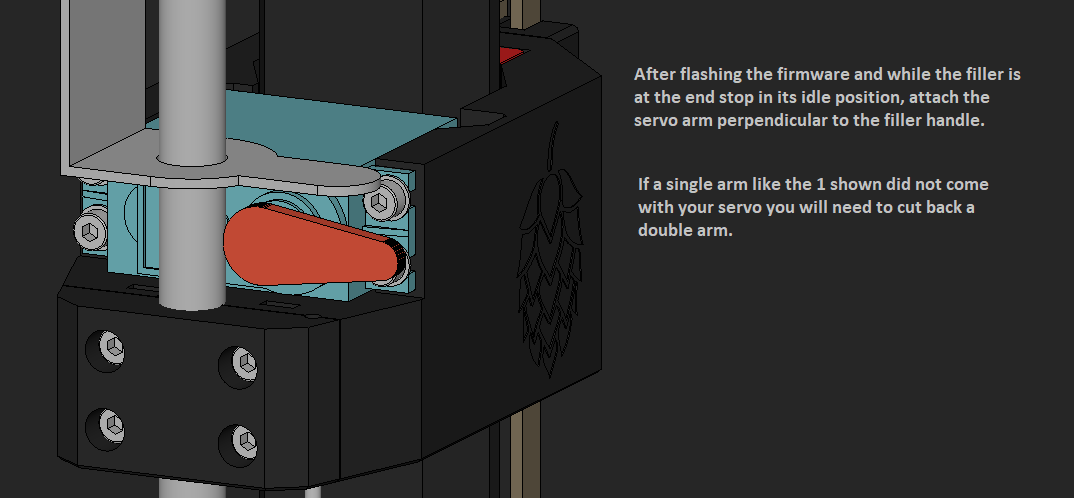 After flashing the firmware and while the filler is
at the end stop in its idle position, attach the
servo arm perpendicular to the filler handle.
If a single arm like the 1 shown did not come
with your servo you will need to cut back a
double arm.